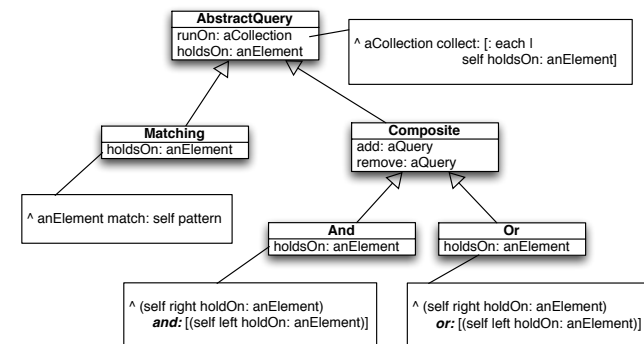 AbstractQuery
runOn: aCollection
holdsOn: anElement
^ aCollection collect: [: each |
self holdsOn: anElement]
Matching
holdsOn: anElement
Composite
add: aQuery
remove: aQuery
^ anElement match: self pattern
And
holdsOn: anElement
Or
holdsOn: anElement
^ (self right holdOn: anElement)
and: [(self left holdOn: anElement)]
^ (self right holdOn: anElement)
or: [(self left holdOn: anElement)]